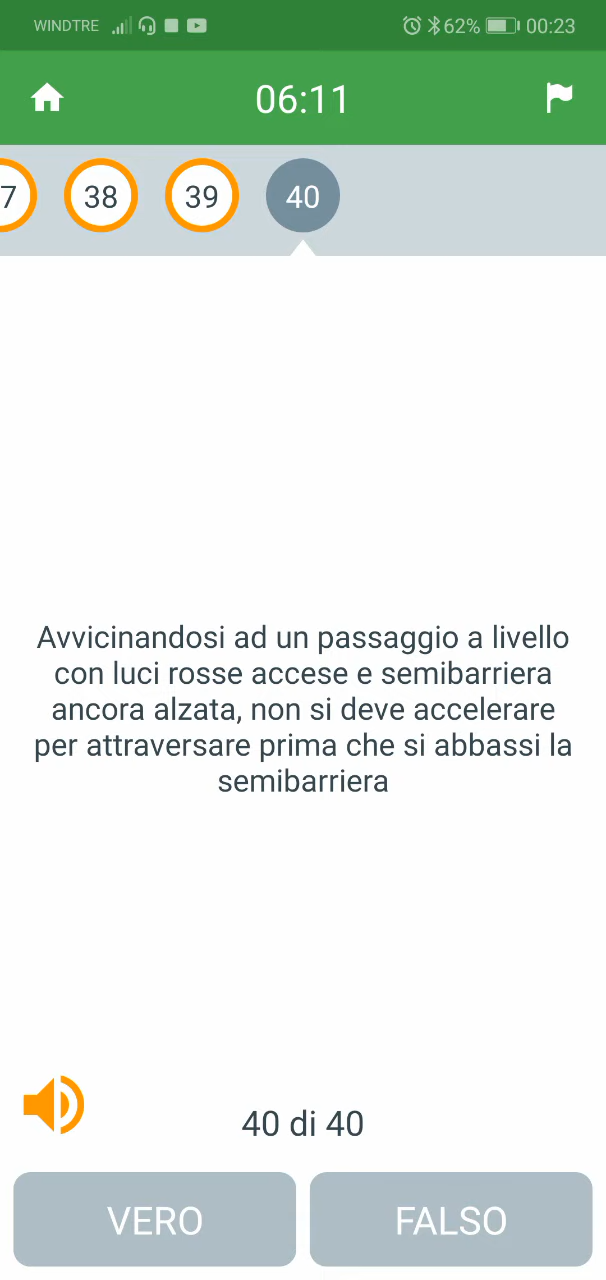 WINDTRE 62% 00:23
06:11
7 38 39 40
Avvicinandosi ad un passaggio a livello
con luci rosse accese e semibarriera
ancora alzata, non si deve accelerare
per attraversare prima che si abbassi la
semibarriera
40 di 40
VERO FALSO